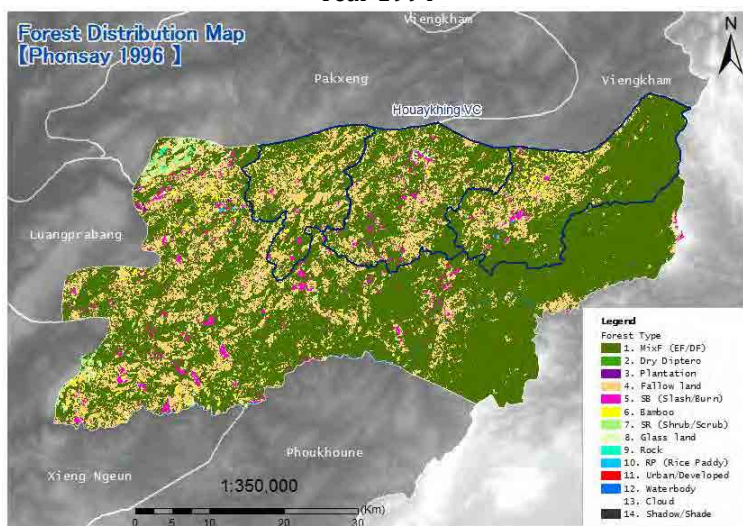 Forest Distribution Map
【Phonsay 1996 】
Viengkham
N
Pakxeng
Viengkham
Houaykhing VC
Luangprabang
Xieng Ngeun
Phoukhoune
1:350,000
(Km)
0 5 10 20 30
Legend
Forest Type
1. MixF (EF/DF)
2. Dry Diptero
3. Plantation
4. Fallow land
5. SB (Slash/Burn)
6. Bamboo
7. SR (Shrub/Scrub)
8. Glass land
9. Rock
10. RP (Rice Paddy)
11. Urban/Developed
12. Waterbody
13. Cloud
14. Shadow/Shade